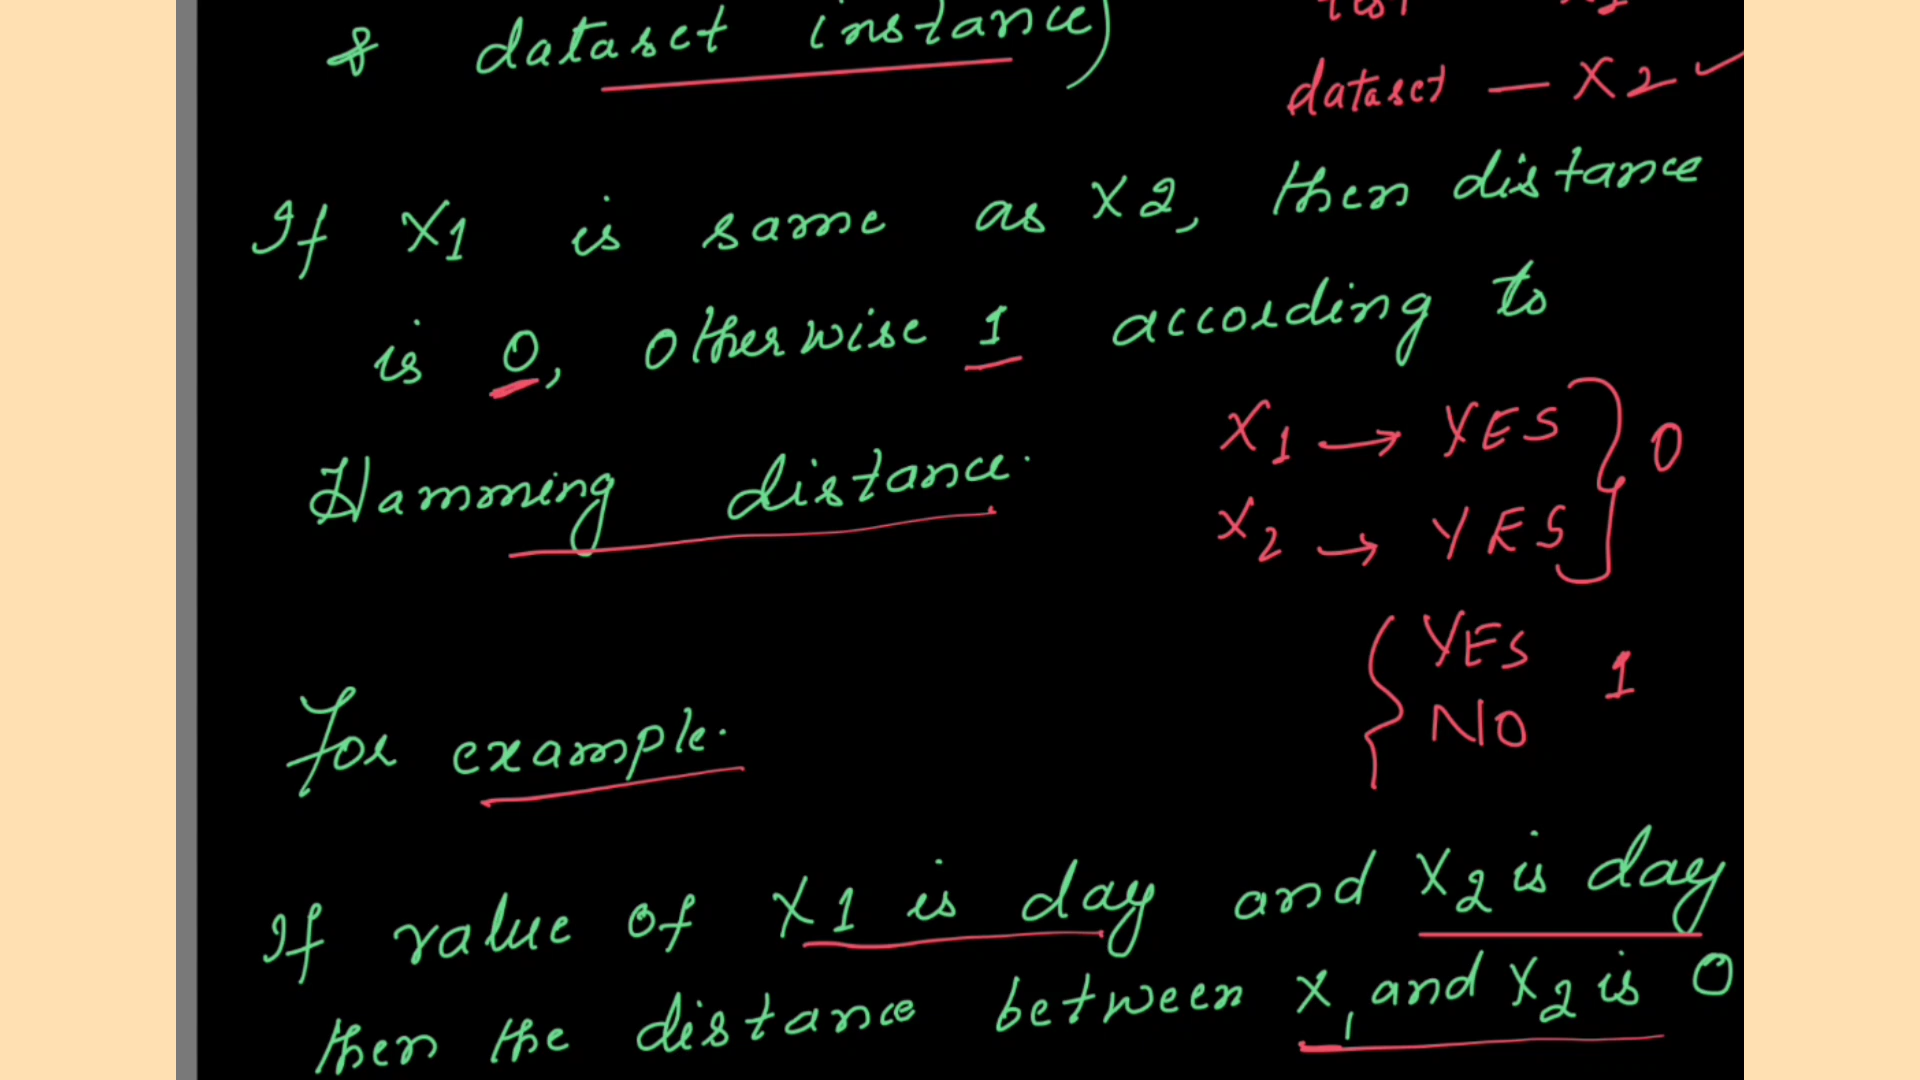 & dataset instance)
dataset — X2 ✓
If X1 is same as X2, then distance
is 0, otherwise 1 according to
Hamming distance.
X1 → YES
X2 → YES
0
YES
NO
1
For example.
If value of X1 is day and X2 is day
then the distance between X1 and X2 is 0